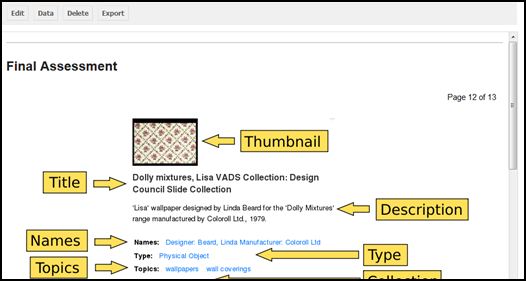 Edit Data Delete Export
Final Assessment
Page 12 of 13
Thumbnail
Title
Dolly mixtures, Lisa VADS Collection: Design
Council Slide Collection
'Lisa' wallpaper designed by Linda Beard for the 'Dolly Mixtures'
range manufactured by Coloroll Ltd., 1979.
Description
Names
Names: Designer: Beard, Linda Manufacturer: Coloroll Ltd
Type: Physical Object
Type
Topics
Topics: wallpapers wall coverings
Collection